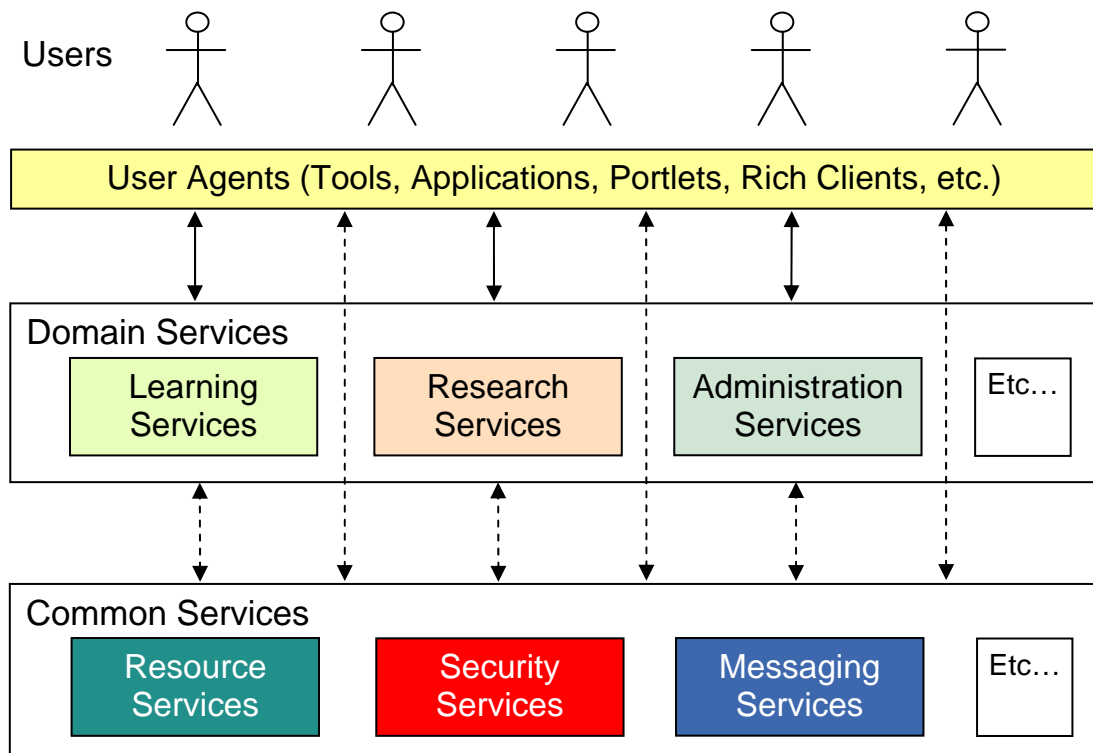 Users
User Agents (Tools, Applications, Portlets, Rich Clients, etc.)
Domain Services
Learning
Services
Research
Services
Administration
Services
Etc…
Common Services
Resource
Services
Security
Services
Messaging
Services
Etc…